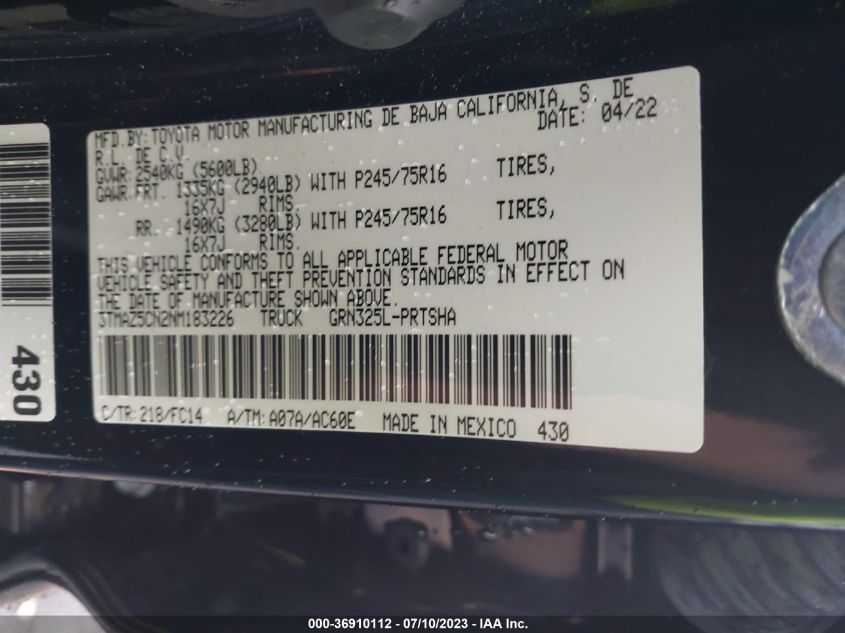 MFD.BY:TOYOTA MOTOR MANUFACTURING DE BAJA CALIFORNIA, S. DE
R.L. DE C.V. DATE: 04/22
GVWR:2540KG (5600LB)
GAWR:FRT. 1335KG (2940LB) WITH P245/75R16 TIRES,
16X7J RIMS.
RR. 1490KG (3280LB) WITH P245/75R16 TIRES,
16X7J RIMS.
THIS VEHICLE CONFORMS TO ALL APPLICABLE FEDERAL MOTOR
VEHICLE SAFETY AND THEFT PREVENTION STANDARDS IN EFFECT ON
THE DATE OF MANUFACTURE SHOWN ABOVE.
3TMAZ5CN2NM183226 TRUCK GRN325L-PRTSHA
C/TR:218/FC14 A/TM:A07A/AC60E MADE IN MEXICO 430
430
000-36910112 - 07/10/2023 - IAA Inc.